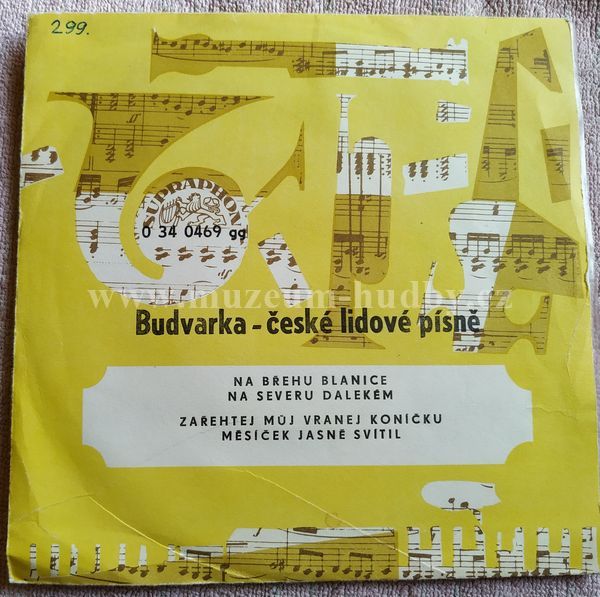 299.
SUPRAPHON
0 34 0469 gg
www.muzeum-hudby.cz
Budvarka - české lidové písně
NA BŘEHU BLANICE
NA SEVERU DALEKÉM
ZAŘEHTEJ MŮJ VRANEJ KONÍČKU
MĚSÍČEK JASNĚ SVÍTIL